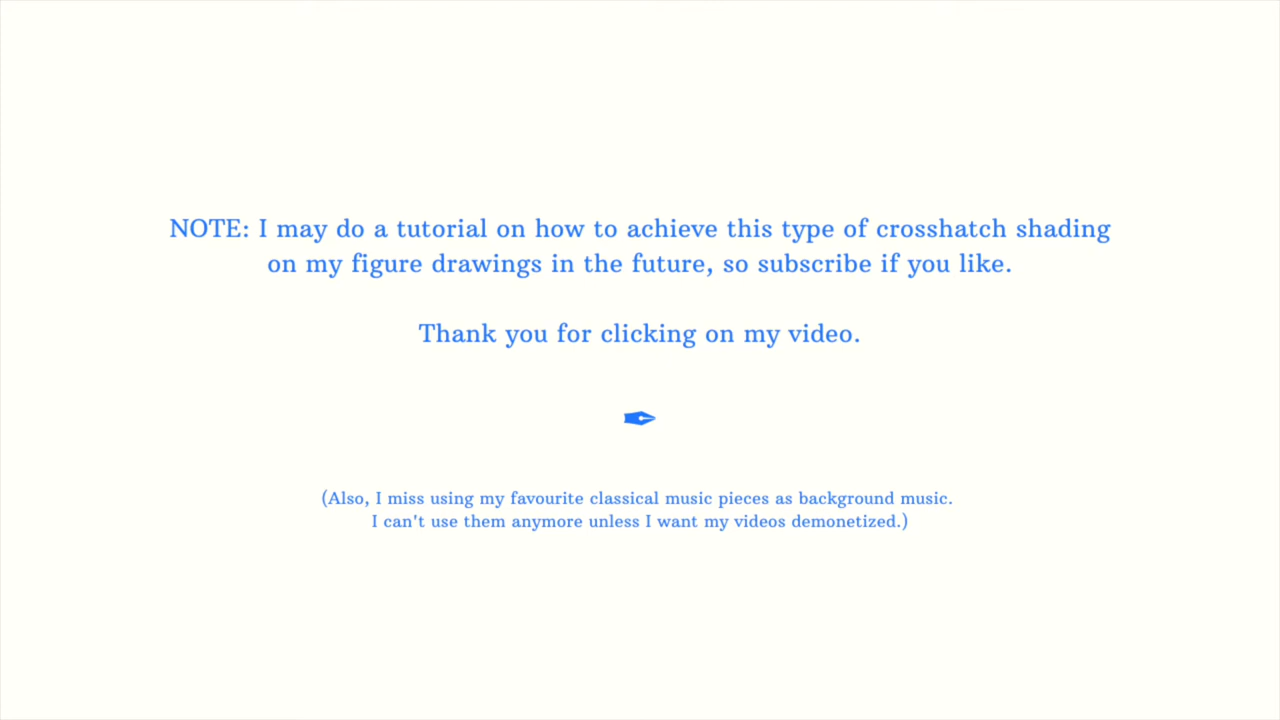 NOTE: I may do a tutorial on how to achieve this type of crosshatch shading
on my figure drawings in the future, so subscribe if you like.
Thank you for clicking on my video.
(Also, I miss using my favourite classical music pieces as background music.
I can't use them anymore unless I want my videos demonetized.)